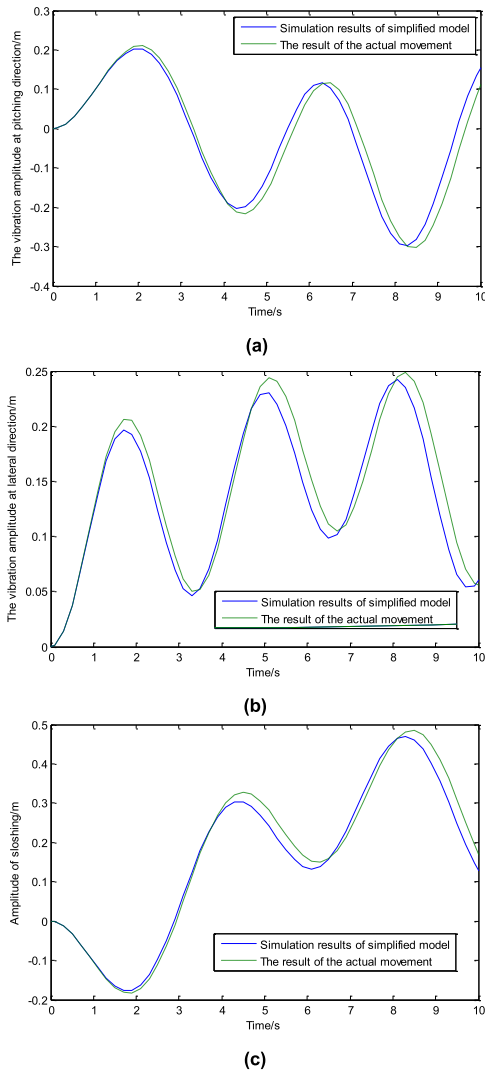 (a)
0.3
0.2
0.1
0
-0.1
-0.2
-0.3
-0.4
The vibration amplitude at pitching direction/m
Simulation results of simplified model
The result of the actual movement
0 1 2 3 4 5 6 7 8 9 10
Time/s
(a)
0.25
0.2
0.15
0.1
0.05
0
The vibration amplitude at lateral direction/m
Simulation results of simplified model
The result of the actual movement
0 1 2 3 4 5 6 7 8 9 10
Time/s
(b)
0.5
0.4
0.3
0.2
0.1
0
-0.1
-0.2
Amplitude of sloshing/m
Simulation results of simplified model
The result of the actual movement
0 1 2 3 4 5 6 7 8 9 10
Time/s
(c)